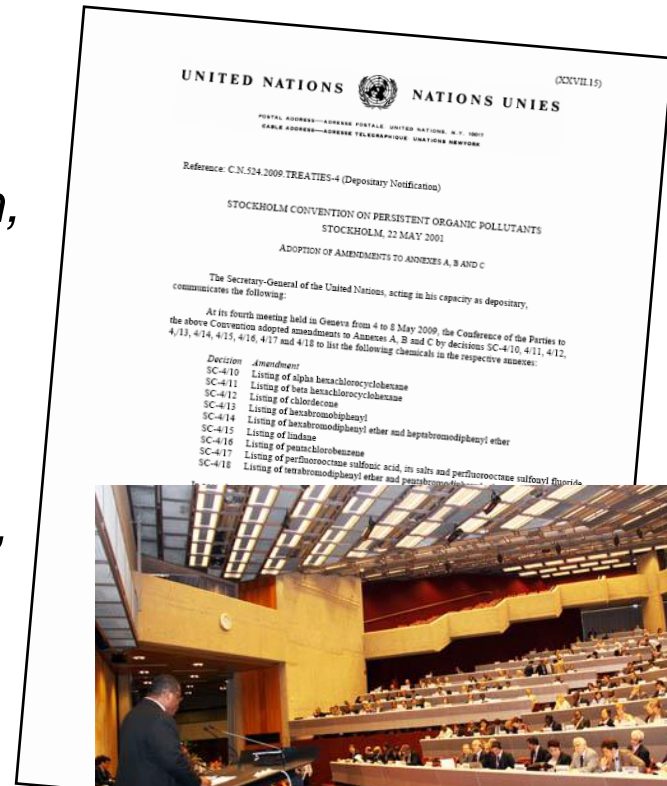 (XXVII.15)
UNITED NATIONS NATIONS UNIES
POSTAL ADDRESS—ADRESSE POSTALE: UNITED NATIONS, N.Y. 10017
CABLE ADDRESS—ADRESSE TELEGRAPHIQUE: UNATIONS NEWYORK
Reference: C.N.524.2009.TREATIES-4 (Depositary Notification)
STOCKHOLM CONVENTION ON PERSISTENT ORGANIC POLLUTANTS
STOCKHOLM, 22 MAY 2001
ADOPTION OF AMENDMENTS TO ANNEXES A, B AND C
The Secretary-General of the United Nations, acting in his capacity as depositary,
communicates the following:
At its fourth meeting held in Geneva from 4 to 8 May 2009, the Conference of the Parties to
the above Convention adopted amendments to Annexes A, B and C by decisions SC-4/10, 4/11, 4/12,
4,/13, 4/14, 4/15, 4/16, 4/17 and 4/18 to list the following chemicals in the respective annexes:
Decision Amendment
SC-4/10 Listing of alpha hexachlorocyclohexane
SC-4/11 Listing of beta hexachlorocyclohexane
SC-4/12 Listing of chlordecone
SC-4/13 Listing of hexabromobiphenyl
SC-4/14 Listing of hexabromodiphenyl ether and heptabromodiphenyl ether
SC-4/15 Listing of lindane
SC-4/16 Listing of pentachlorobenzene
SC-4/17 Listing of perfluorooctane sulfonic acid, its salts and perfluorooctane sulfonyl fluoride
SC-4/18 Listing of tetrabromodiphenyl ether and